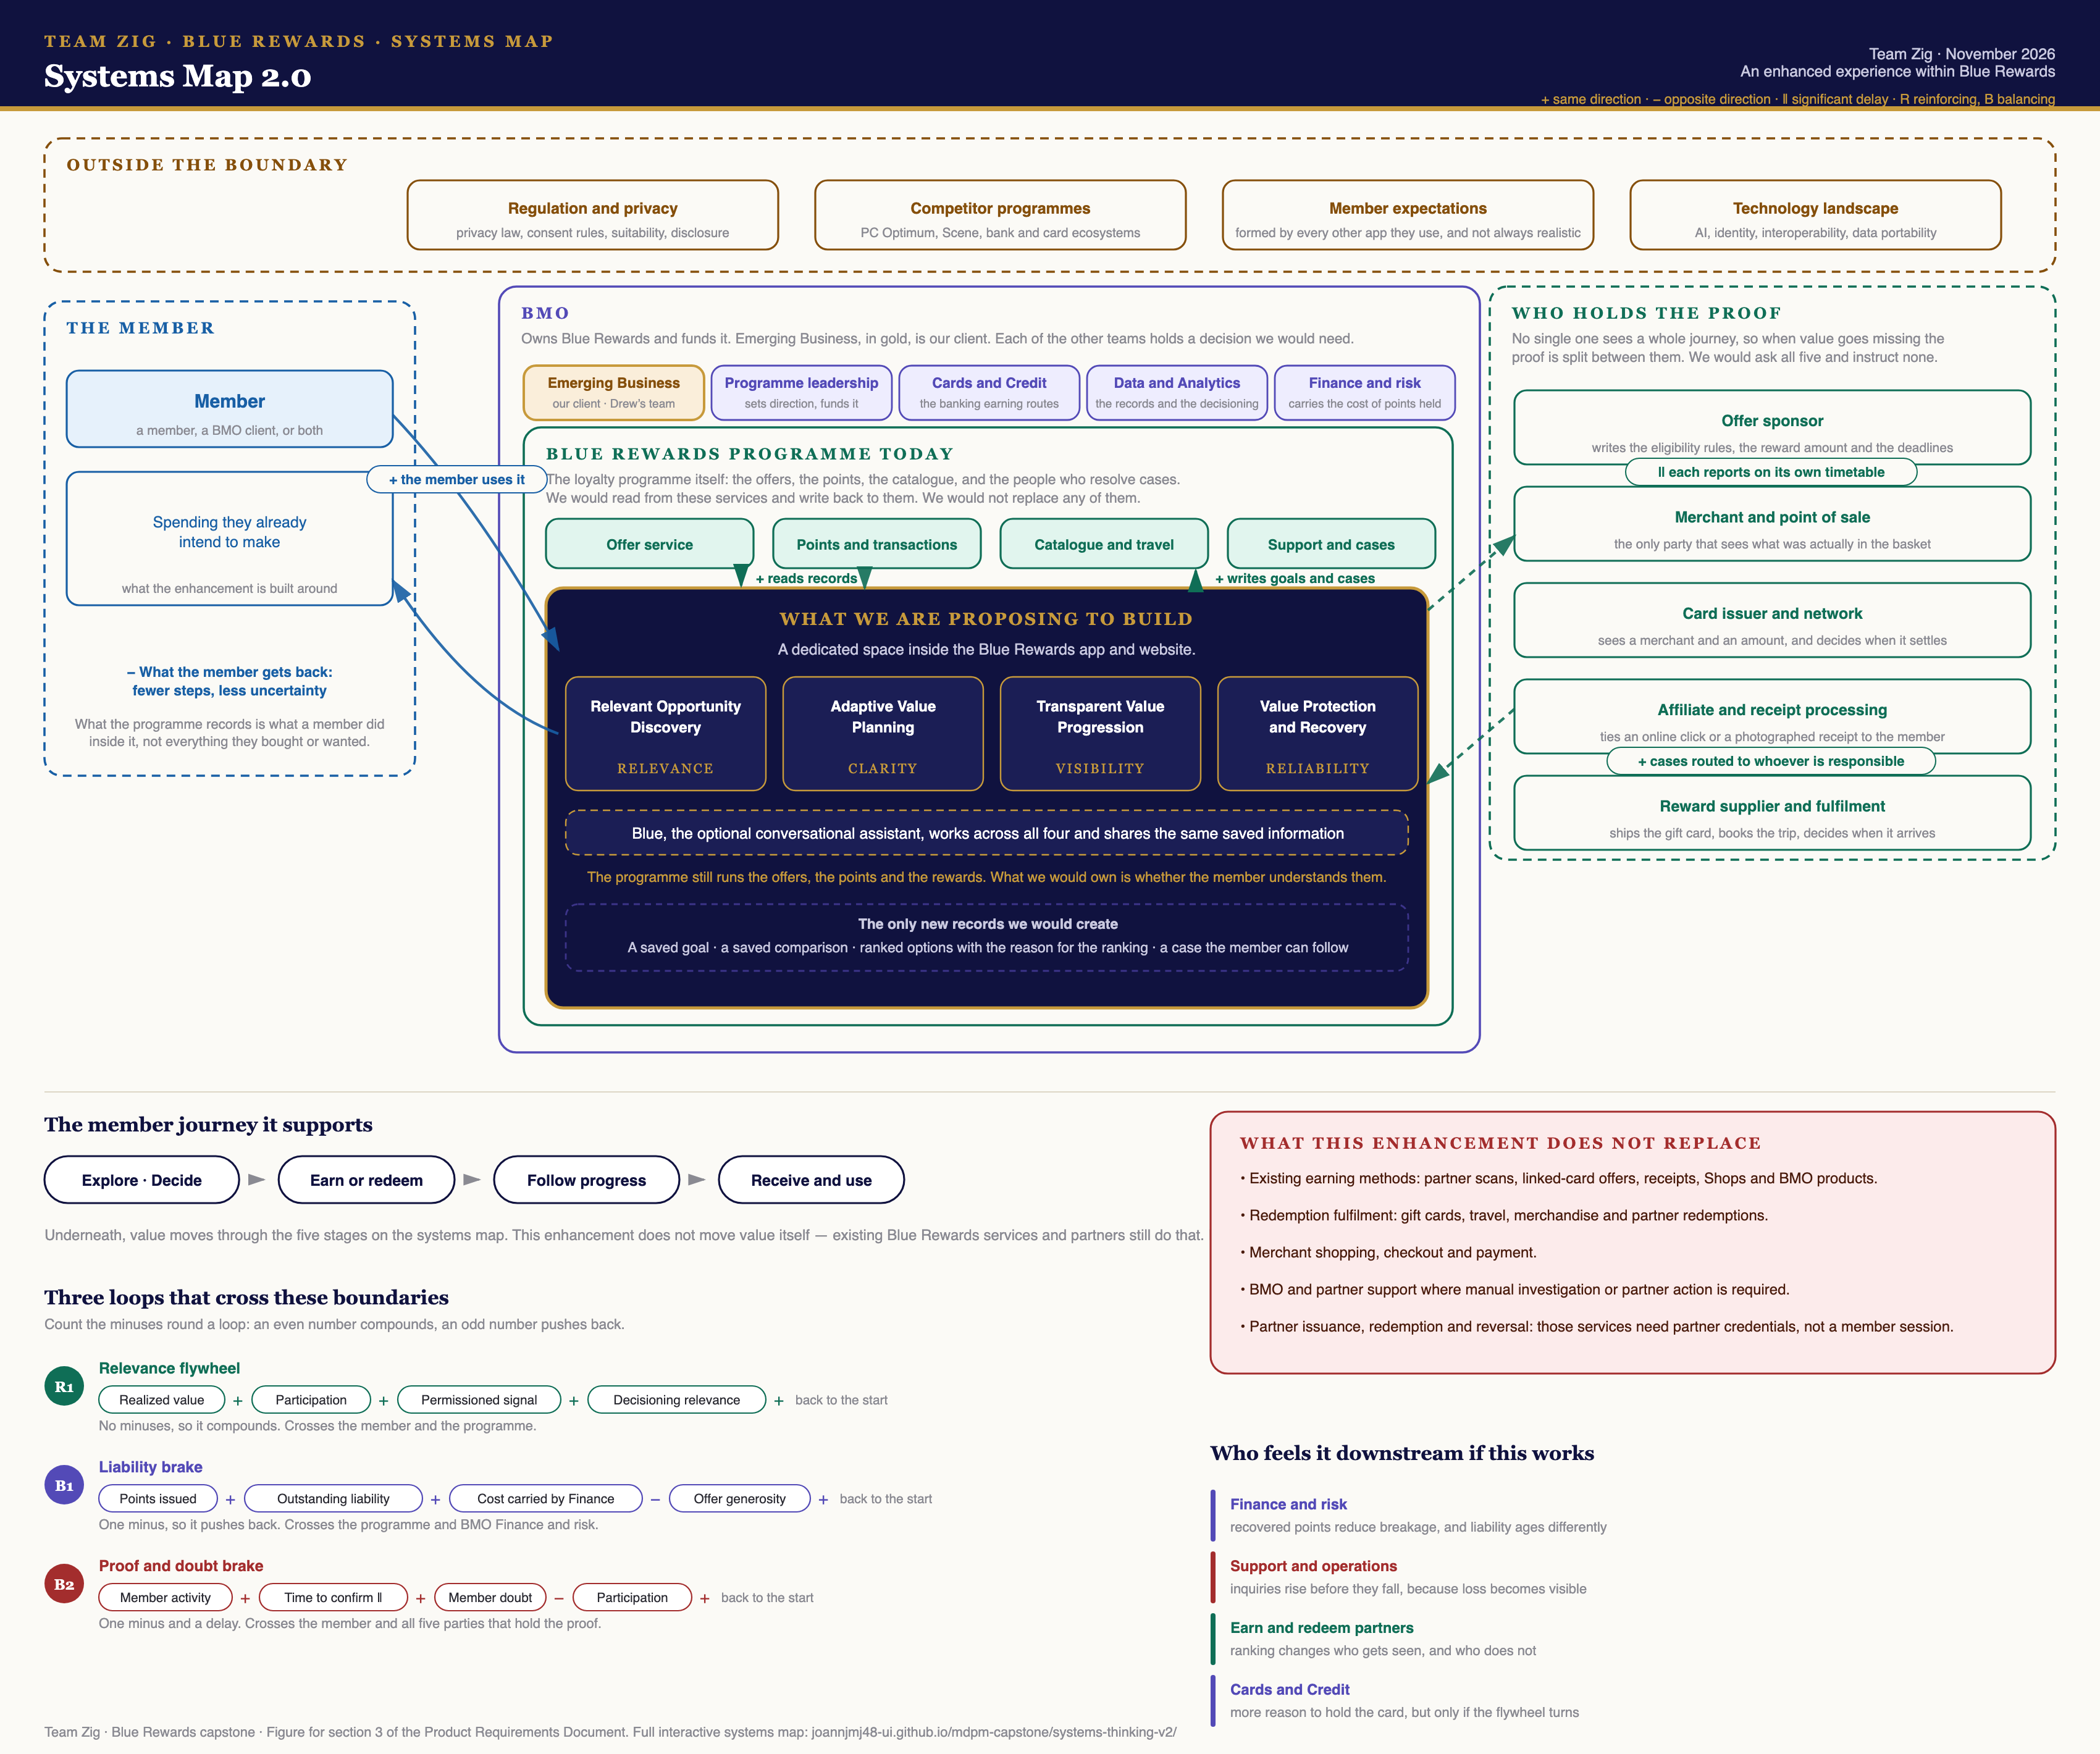 TEAM ZIG · BLUE REWARDS · SYSTEMS MAP
Systems Map 2.0
Team Zig · November 2026
An enhanced experience within Blue Rewards
+ same direction · – opposite direction · ‖ significant delay · R reinforcing, B balancing
OUTSIDE THE BOUNDARY
Regulation and privacy
privacy law, consent rules, suitability, disclosure
Competitor programmes
PC Optimum, Scene, bank and card ecosystems
Member expectations
formed by every other app they use, and not always realistic
Technology landscape
AI, identity, interoperability, data portability
THE MEMBER
Member
a member, a BMO client, or both
+ the member uses it
Spending they already
intend to make
what the enhancement is built around
– What the member gets back:
fewer steps, less uncertainty
What the programme records is what a member did
inside it, not everything they bought or wanted.
BMO
Owns Blue Rewards and funds it. Emerging Business, in gold, is our client. Each of the other teams holds a decision we would need.
Emerging Business
our client · Drew's team
Programme leadership
sets direction, funds it
Cards and Credit
the banking earning routes
Data and Analytics
the records and the decisioning
Finance and risk
carries the cost of points held
BLUE REWARDS PROGRAMME TODAY
The loyalty programme itself: the offers, the points, the catalogue, and the people who resolve cases.
We would read from these services and write back to them. We would not replace any of them.
Offer service
Points and transactions
Catalogue and travel
Support and cases
+ reads records
+ writes goals and cases
WHAT WE ARE PROPOSING TO BUILD
A dedicated space inside the Blue Rewards app and website.
Relevant Opportunity
Discovery
RELEVANCE
Adaptive Value
Planning
CLARITY
Transparent Value
Progression
VISIBILITY
Value Protection
and Recovery
RELIABILITY
Blue, the optional conversational assistant, works across all four and shares the same saved information
The programme still runs the offers, the points and the rewards. What we would own is whether the member understands them.
The only new records we would create
A saved goal · a saved comparison · ranked options with the reason for the ranking · a case the member can follow
WHO HOLDS THE PROOF
No single one sees a whole journey, so when value goes missing the
proof is split between them. We would ask all five and instruct none.
Offer sponsor
writes the eligibility rules, the reward amount and the deadlines
‖ each reports on its own timetable
Merchant and point of sale
the only party that sees what was actually in the basket
Card issuer and network
sees a merchant and an amount, and decides when it settles
Affiliate and receipt processing
ties an online click or a photographed receipt to the member
+ cases routed to whoever is responsible
Reward supplier and fulfilment
ships the gift card, books the trip, decides when it arrives
The member journey it supports
Explore · Decide
Earn or redeem
Follow progress
Receive and use
Underneath, value moves through the five stages on the systems map. This enhancement does not move value itself — existing Blue Rewards services and partners still do that.
Three loops that cross these boundaries
Count the minuses round a loop: an even number compounds, an odd number pushes back.
R1
Relevance flywheel
Realized value + Participation + Permissioned signal + Decisioning relevance + back to the start
No minuses, so it compounds. Crosses the member and the programme.
B1
Liability brake
Points issued + Outstanding liability + Cost carried by Finance – Offer generosity + back to the start
One minus, so it pushes back. Crosses the programme and BMO Finance and risk.
B2
Proof and doubt brake
Member activity + Time to confirm ‖ + Member doubt – Participation + back to the start
One minus and a delay. Crosses the member and all five parties that hold the proof.
WHAT THIS ENHANCEMENT DOES NOT REPLACE
• Existing earning methods: partner scans, linked-card offers, receipts, Shops and BMO products.
• Redemption fulfilment: gift cards, travel, merchandise and partner redemptions.
• Merchant shopping, checkout and payment.
• BMO and partner support where manual investigation or partner action is required.
• Partner issuance, redemption and reversal: those services need partner credentials, not a member session.
Who feels it downstream if this works
Finance and risk
recovered points reduce breakage, and liability ages differently
Support and operations
inquiries rise before they fall, because loss becomes visible
Earn and redeem partners
ranking changes who gets seen, and who does not
Cards and Credit
more reason to hold the card, but only if the flywheel turns
Team Zig · Blue Rewards capstone · Figure for section 3 of the Product Requirements Document. Full interactive systems map: joannjmj48-ui.github.io/mdpm-capstone/systems-thinking-v2/